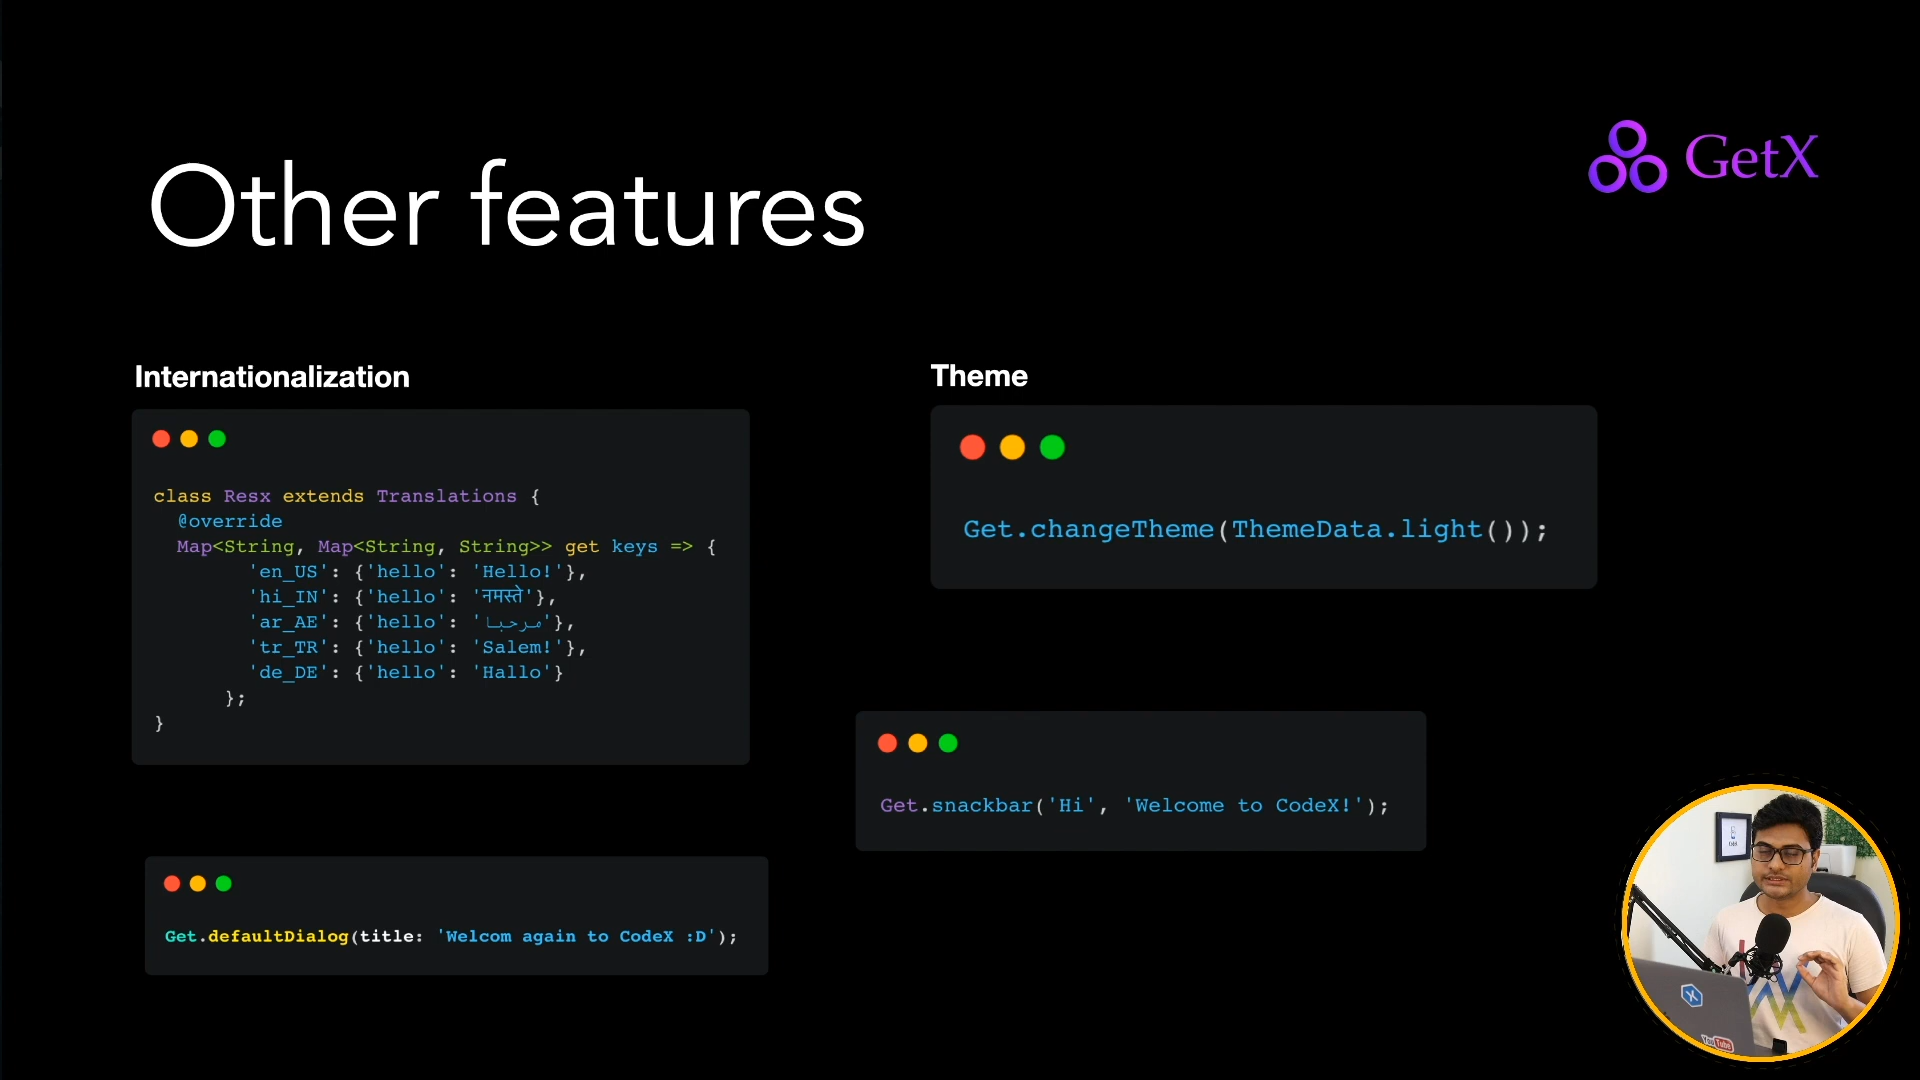 Other features
GetX
Internationalization
class Resx extends Translations {
@override
Map<String, Map<String, String>> get keys => {
'en_US': {'hello': 'Hello!'},
'hi_IN': {'hello': 'नमस्ते'},
'ar_AE': {'hello': 'مرحبا'},
'tr_TR': {'hello': 'Salem!'},
'de_DE': {'hello': 'Hallo'}
};
}
Theme
Get.changeTheme(ThemeData.light());
Get.snackbar('Hi', 'Welcome to CodeX!');
Get.defaultDialog(title: 'Welcom again to CodeX :D');
X
YouTube